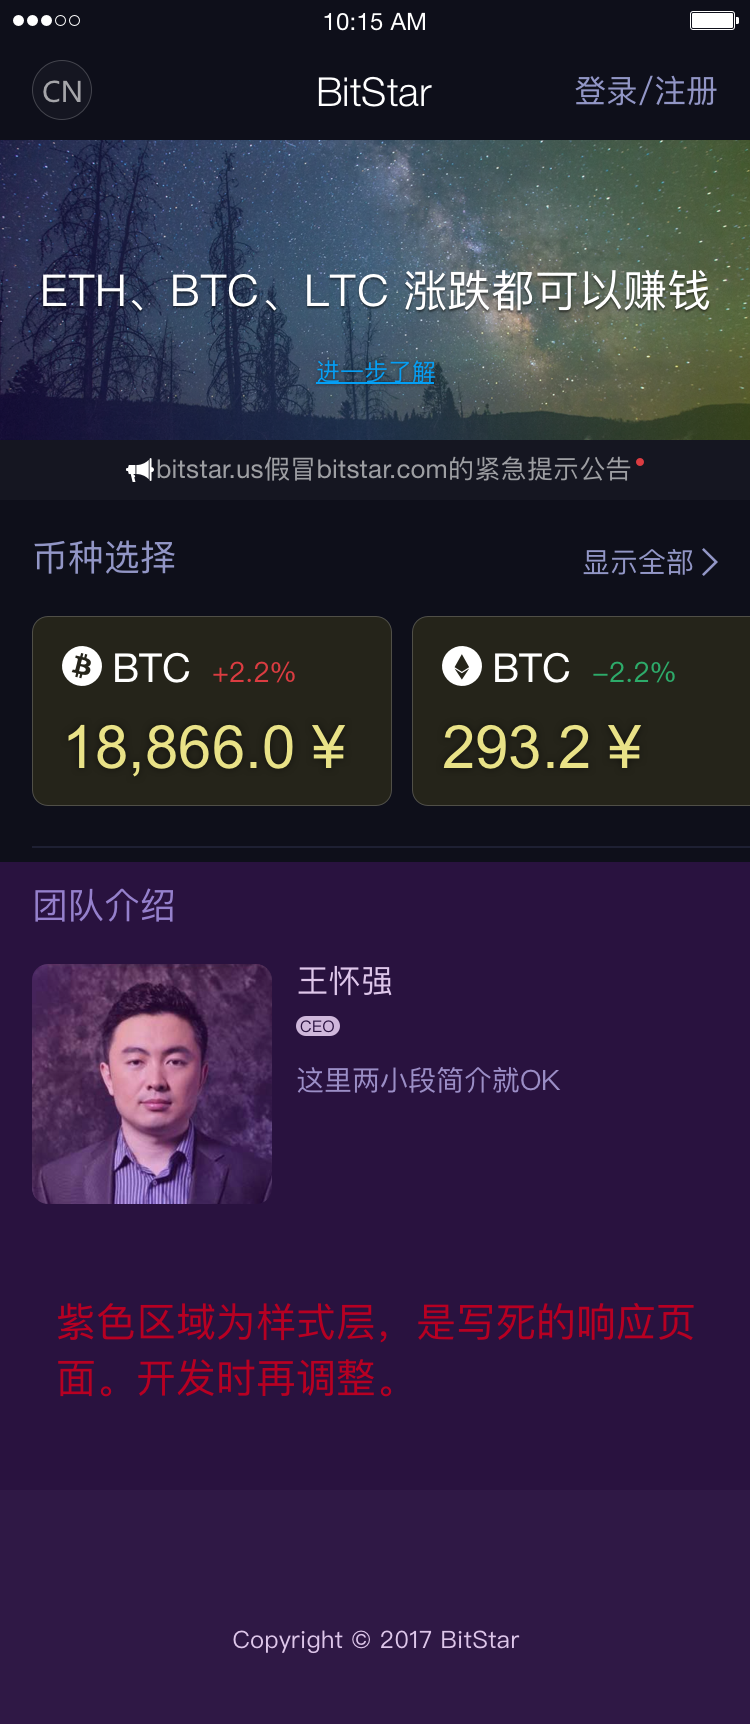 10:15 AM
CN
BitStar
登录/注册
ETH、BTC、LTC 涨跌都可以赚钱
进一步了解
bitstar.us假冒bitstar.com的紧急提示公告
币种选择
显示全部
BTC +2.2%
18,866.0 ¥
BTC −2.2%
293.2 ¥
团队介绍
王怀强
CEO
这里两小段简介就OK
紫色区域为样式层，是写死的响应页
面。开发时再调整。
Copyright © 2017 BitStar